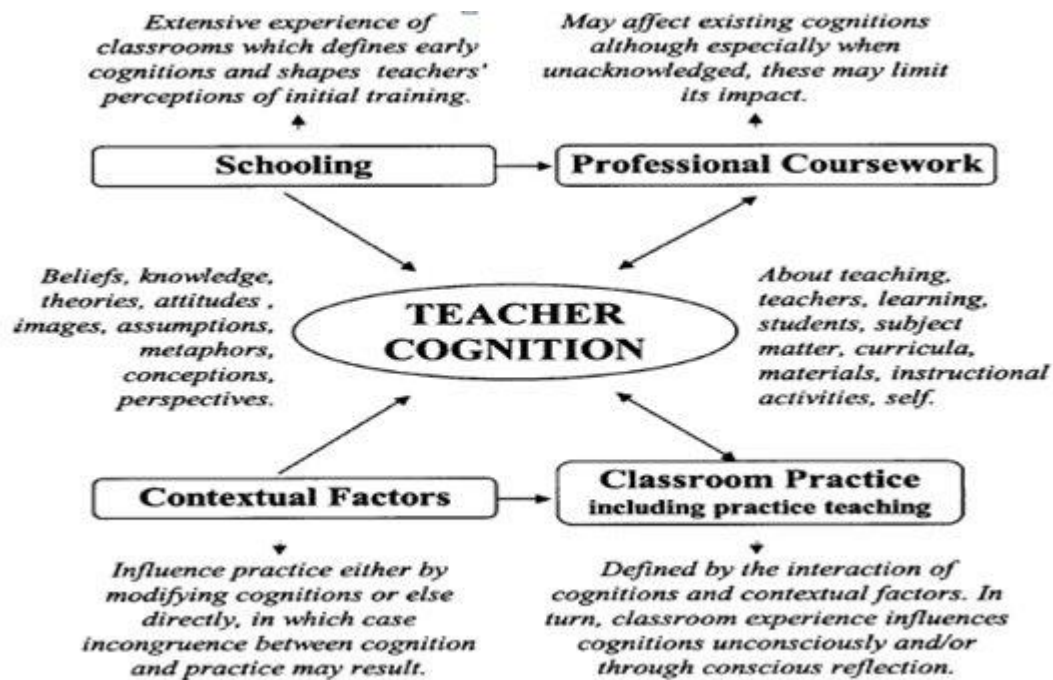 Extensive experience of
classrooms which defines early
cognitions and shapes teachers'
perceptions of initial training.
May affect existing cognitions
although especially when
unacknowledged, these may limit
its impact.
Schooling
Professional Coursework
Beliefs, knowledge,
theories, attitudes ,
images, assumptions,
metaphors,
conceptions,
perspectives.
TEACHER
COGNITION
About teaching,
teachers, learning,
students, subject
matter, curricula,
materials, instructional
activities, self.
Contextual Factors
Classroom Practice
including practice teaching
Influence practice either by
modifying cognitions or else
directly, in which case
incongruence between cognition
and practice may result.
Defined by the interaction of
cognitions and contextual factors. In
turn, classroom experience influences
cognitions unconsciously and/or
through conscious reflection.